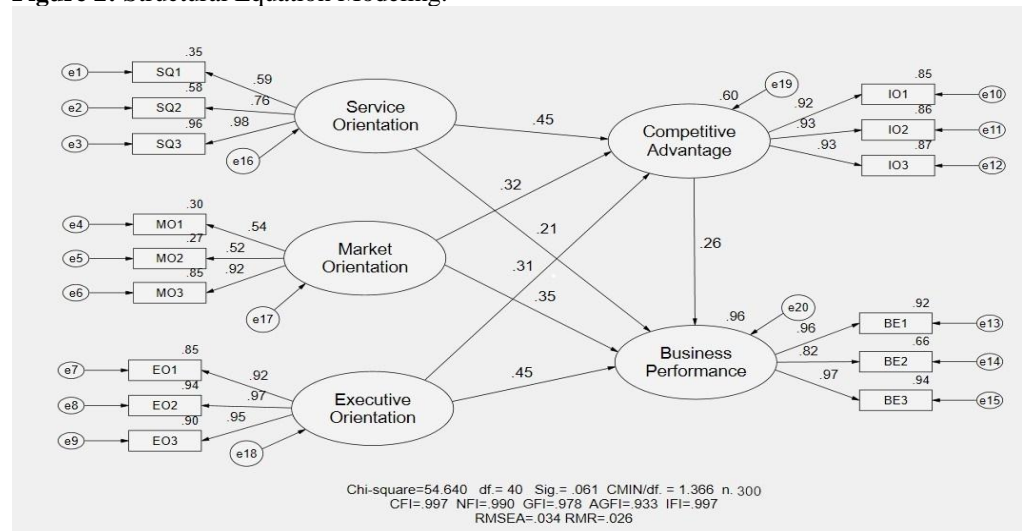 Figure 2: Structural Equation Modeling.
.35
e1 SQ1 .59
.58
e2 SQ2 .76
.96
e3 SQ3 .98
e16
Service
Orientation
.30
e4 MO1 .54
.27
e5 MO2 .52
.85
e6 MO3 .92
e17
Market
Orientation
.85
e7 EO1 .92
.94
e8 EO2 .97
.90
e9 EO3 .95
e18
Executive
Orientation
.45
.32
.21
.31
.35
.45
.26
.60 e19
Competitive
Advantage
.85
.92 IO1 e10
.86
.93 IO2 e11
.87
.93 IO3 e12
.96 e20
Business
Performance
.92
.96 BE1 e13
.66
.82 BE2 e14
.94
.97 BE3 e15
Chi-square=54.640 df.= 40 Sig.= .061 CMIN/df. = 1.366 n. 300
CFI=.997 NFI=.990 GFI=.978 AGFI=.933 IFI=.997
RMSEA=.034 RMR=.026